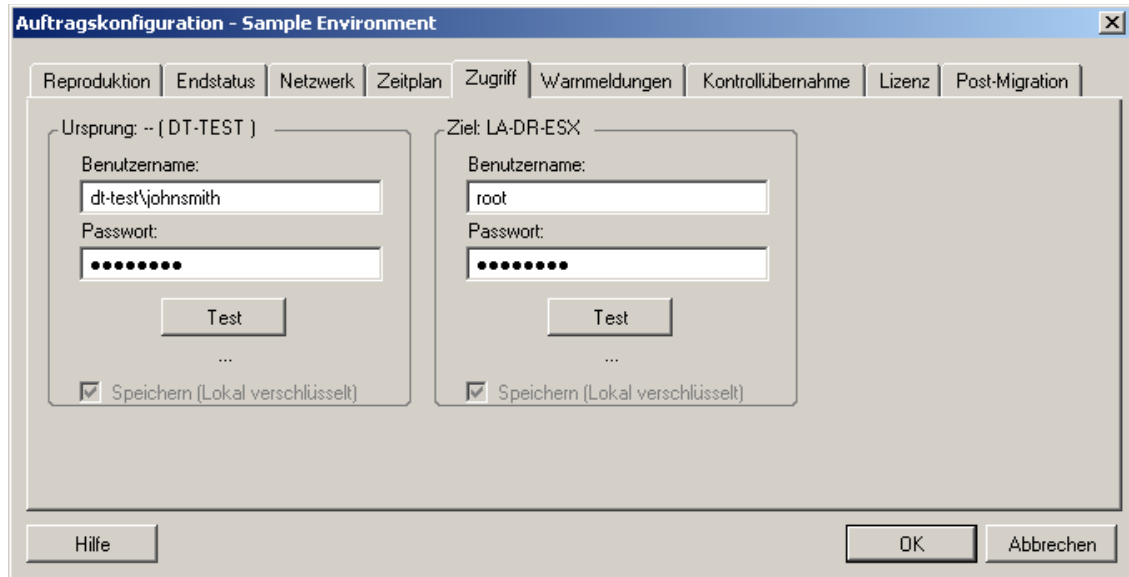 Auftragskonfiguration - Sample Environment
Reproduktion Endstatus Netzwerk Zeitplan Zugriff Warnmeldungen Kontrollübernahme Lizenz Post-Migration
Ursprung: -- ( DT-TEST )
Benutzername:
dt-test\johnsmith
Passwort:
●●●●●●●●
Test
...
Speichern (Lokal verschlüsselt)
Ziel: LA-DR-ESX
Benutzername:
root
Passwort:
●●●●●●●●
Test
...
Speichern (Lokal verschlüsselt)
Hilfe OK Abbrechen